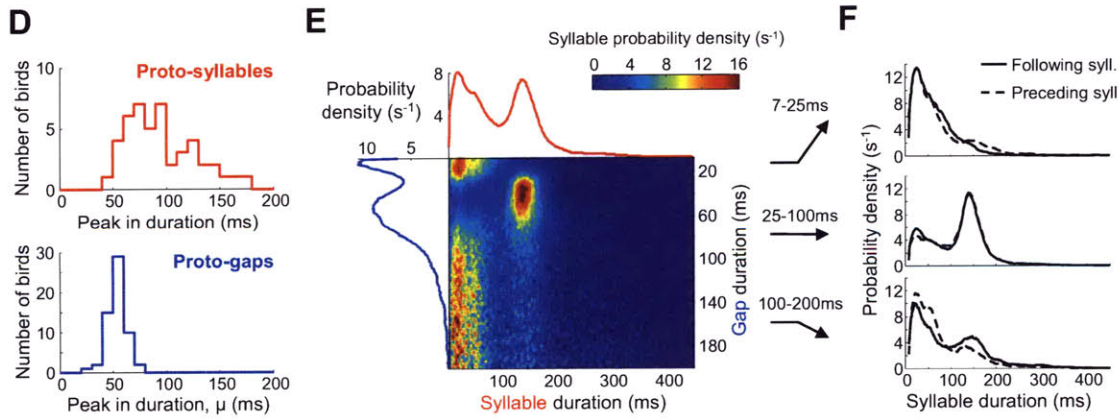 D
Number of birds
10
5
0
Proto-syllables
0 50 100 150 200
Peak in duration (ms)
Number of birds
30
20
10
0
Proto-gaps
0 50 100 150 200
Peak in duration, µ (ms)
E
Syllable probability density (s⁻¹)
0 4 8 12 16
Probability
density (s⁻¹)
10 5
8
4
20
60
100
140
180
Gap duration (ms)
100 200 300 400
Syllable duration (ms)
7-25ms
25-100ms
100-200ms
F
Following syll.
Preceding syll
Probability density (s⁻¹)
12
8
4
0
12
8
4
0
12
8
4
0
0 100 200 300 400
Syllable duration (ms)